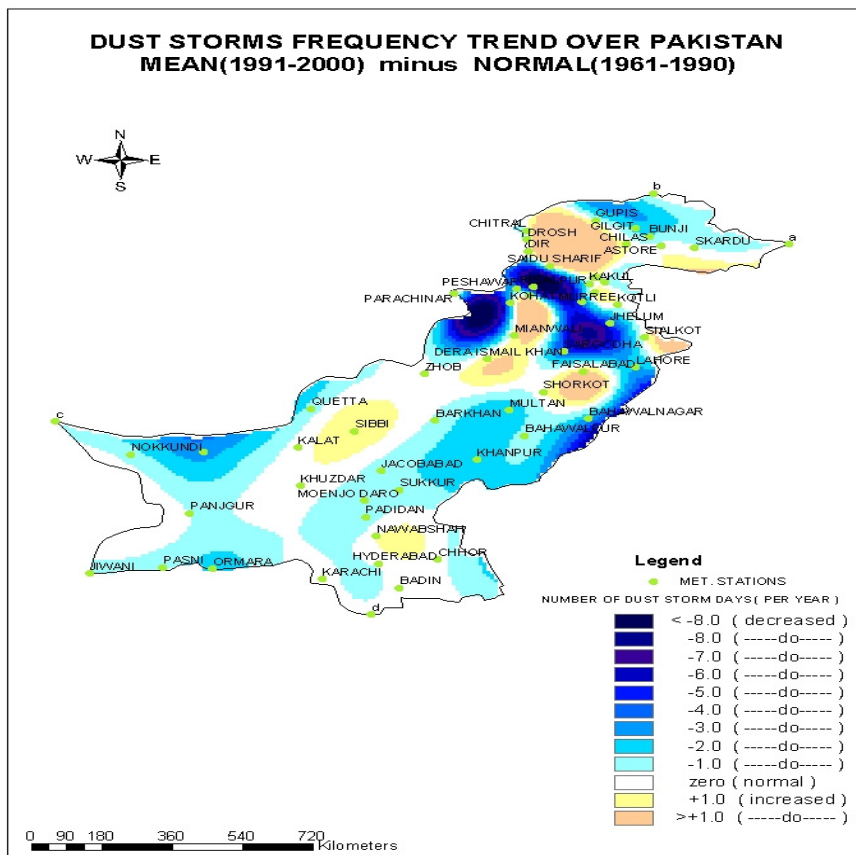 DUST STORMS FREQUENCY TREND OVER PAKISTAN
MEAN(1991-2000) minus NORMAL(1961-1990)
N
W E
S
b
GUPIS
CHITRAL
GILGIT BUNJI
DROSH
CHILAS
a
DIR
ASTORE
SKARDU
SAIDU SHARIF
KAKUL
PESHAWAR
PARACHINAR
KOHAT
MURREE
KOTLI
JHELUM
MIANWALI
SIALKOT
SARGODHA
DERA ISMAIL KHAN
LAHORE
FAISALABAD
ZHOB
SHORKOT
QUETTA
MULTAN
c
BARKHAN
BAHAWALNAGAR
SIBBI
BAHAWALPUR
NOKKUNDI
KALAT
KHANPUR
JACOBABAD
KHUZDAR
SUKKUR
MOENJO DARO
PANJGUR
PADIDAN
NAWABSHAH
HYDERABAD CHHOR
JIWANI
PASNI
ORMARA
KARACHI
BADIN
d
Legend
MET. STATIONS
NUMBER OF DUST STORM DAYS ( PER YEAR )
< -8.0 ( decreased )
-8.0 ( -----do----- )
-7.0 ( -----do----- )
-6.0 ( -----do----- )
-5.0 ( -----do----- )
-4.0 ( -----do----- )
-3.0 ( -----do----- )
-2.0 ( -----do----- )
-1.0 ( -----do----- )
zero ( normal )
+1.0 ( increased )
>+1.0 ( -----do----- )
0 90 180 360 540 720
Kilometers